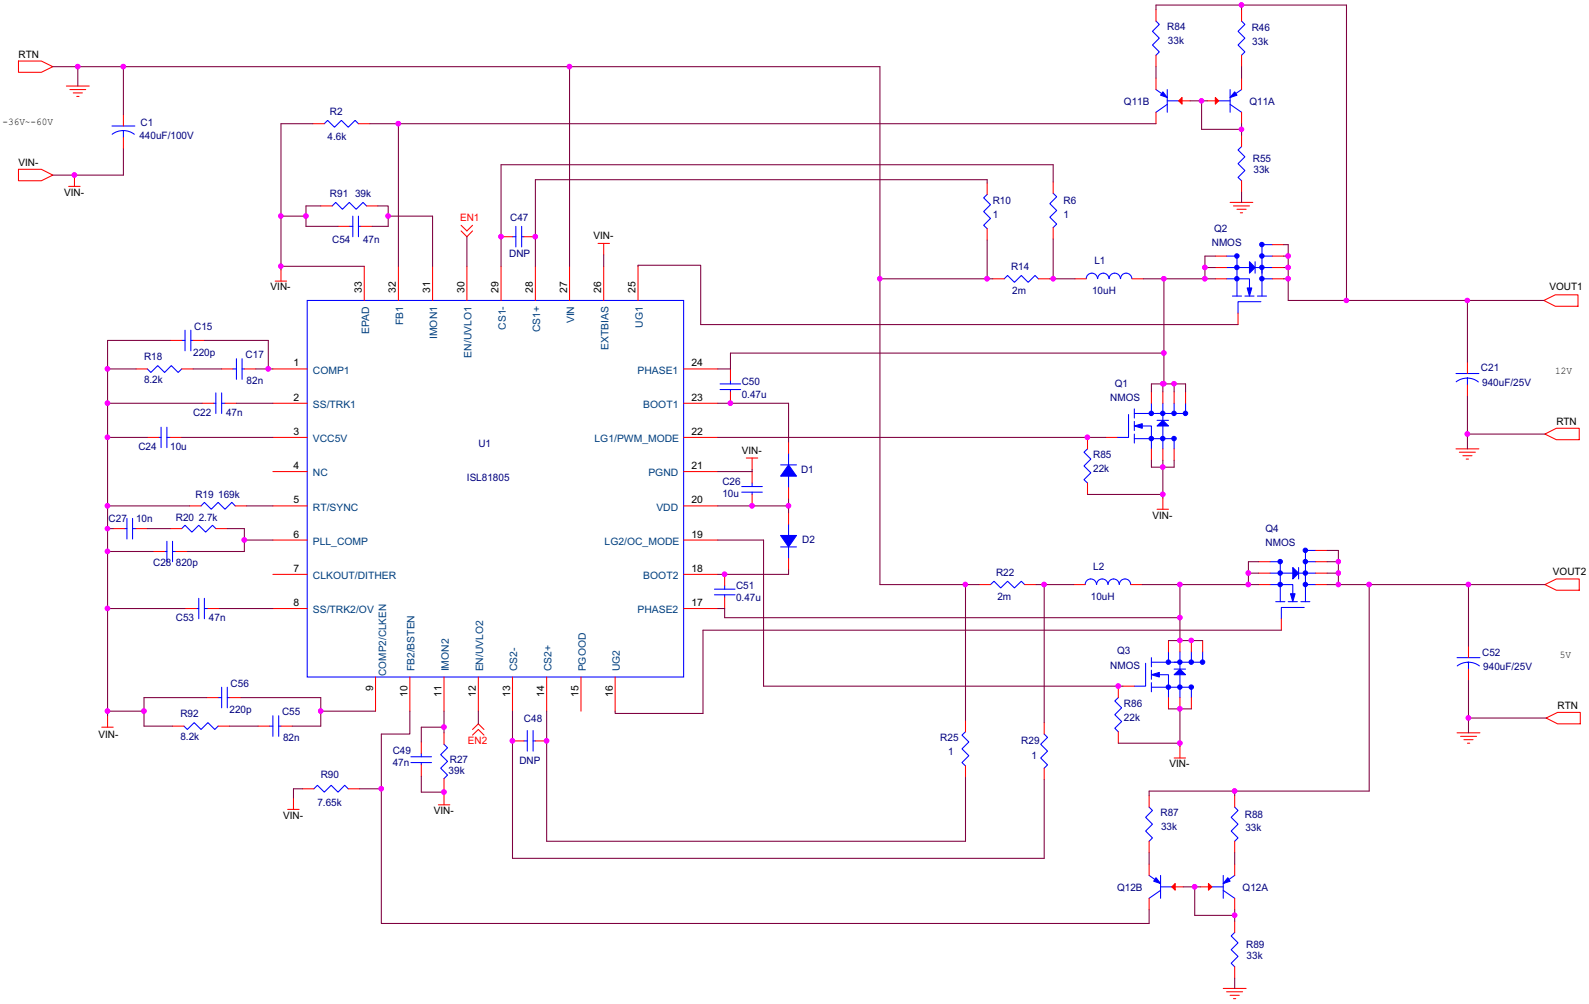 R84
33k
R46
33k
RTN
Q11B
Q11A
-36V~-60V
C1
440uF/100V
R2
4.6k
VIN-
VIN-
R55
33k
R91 39k
C54 47n
EN1
C47
DNP
VIN-
R10
1
R6
1
Q2
NMOS
R14
2m
L1
10uH
VIN-
VOUT1
33
32
31
30
29
28
27
26
25
EPAD
FB1
IMON1
EN/UVLO1
CS1-
CS1+
VIN
EXTBIAS
UG1
C15
220p
R18
8.2k
C17
82n
1
COMP1
PHASE1
24
C50
0.47u
Q1
NMOS
C21
940uF/25V
12V
C22 47n
2
SS/TRK1
BOOT1
23
RTN
C24 10u
3
VCC5V
U1
LG1/PWM_MODE
22
R85
22k
4
NC
ISL81805
PGND
21
VIN-
C26
10u
D1
R19 169k
5
RT/SYNC
VDD
20
VIN-
C27 10n
R20 2.7k
6
PLL_COMP
LG2/OC_MODE
19
D2
Q4
NMOS
C28 820p
7
CLKOUT/DITHER
BOOT2
18
C51
0.47u
R22
2m
L2
10uH
VOUT2
C53 47n
8
SS/TRK2/OV
PHASE2
17
COMP2/CLKEN
FB2/BSTEN
IMON2
EN/UVLO2
CS2-
CS2+
PGOOD
UG2
9
10
11
12
13
14
15
16
Q3
NMOS
C52
940uF/25V
5V
C56
220p
R92
8.2k
C55
82n
VIN-
R86
22k
RTN
EN2
C48
DNP
C49
47n
R27
39k
R25
1
R29
1
VIN-
R90
7.65k
VIN-
VIN-
R87
33k
R88
33k
Q12B
Q12A
R89
33k